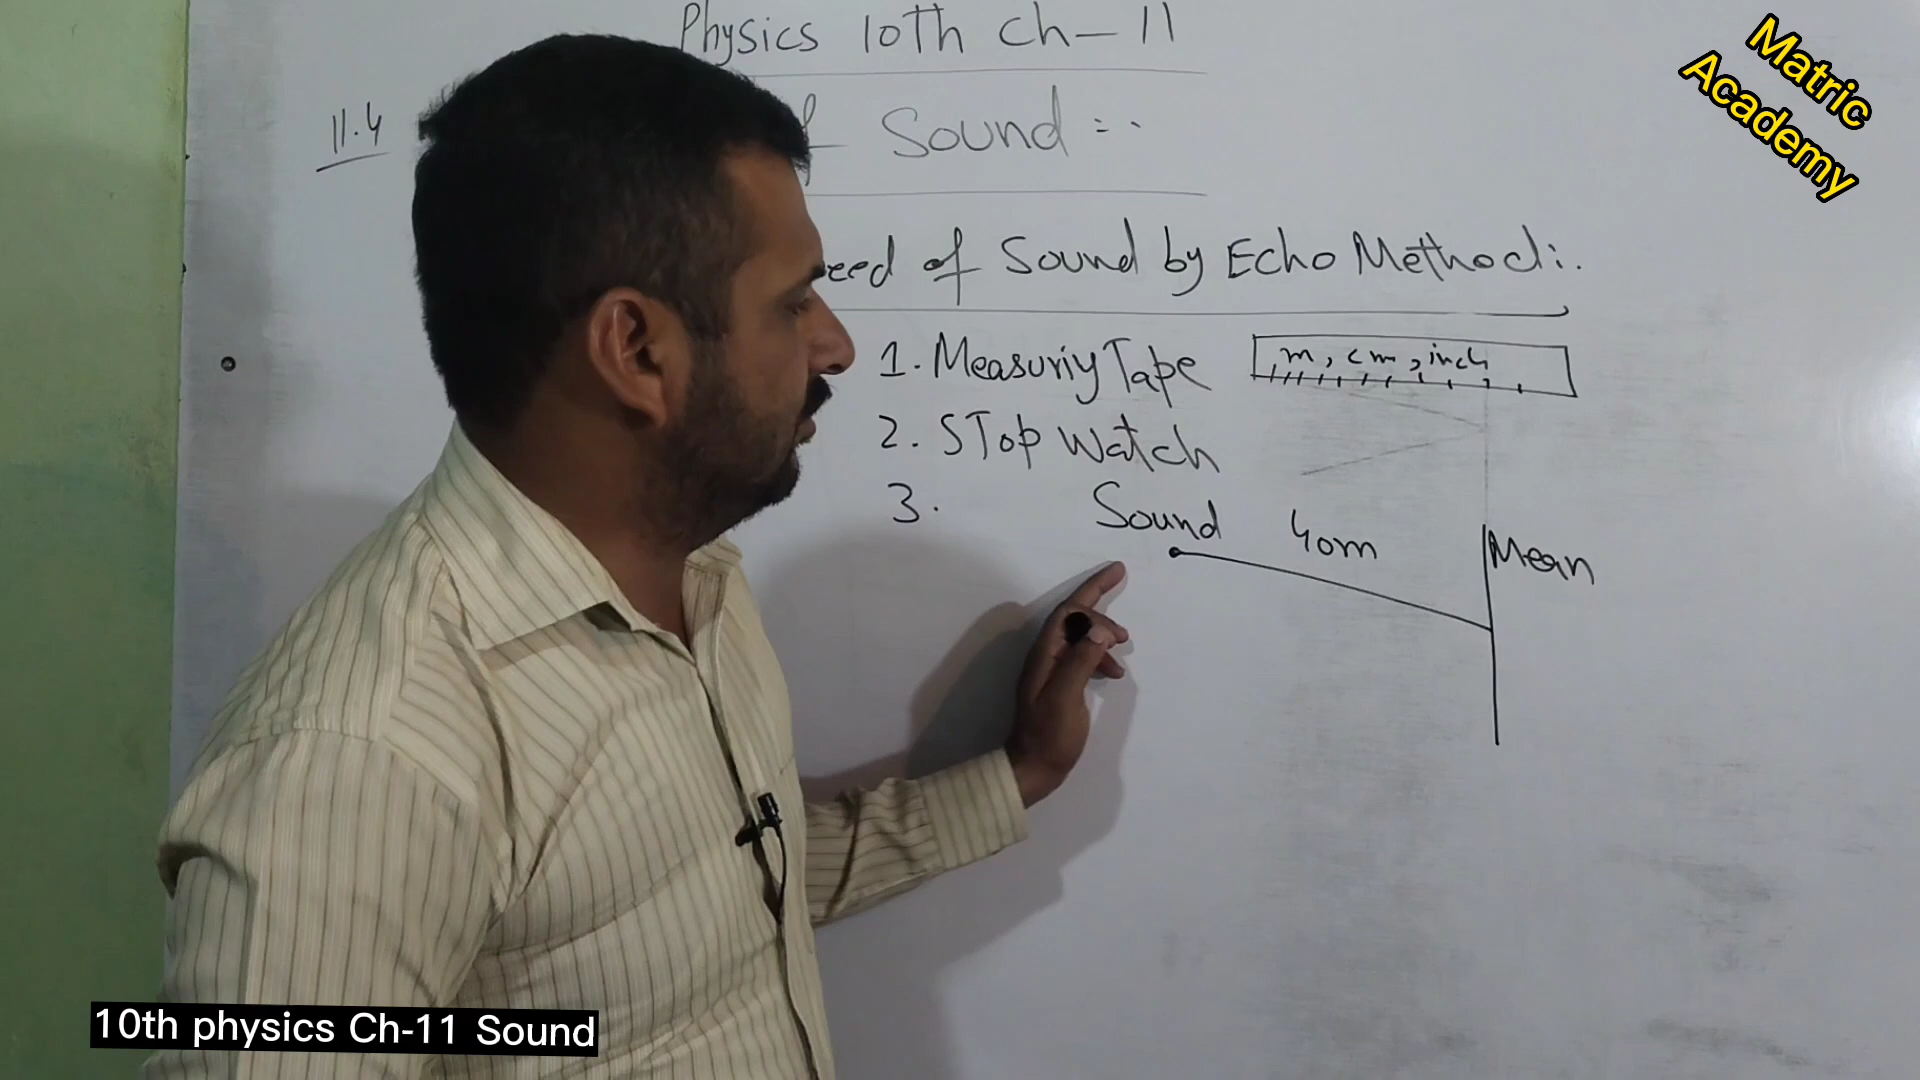 Physics 10th Ch-11
11.4 Sound:-
eed of Sound by Echo Method:.
1. Measuriy Tape
m, cm, inch
2. STop Watch
3.
Sound 40m Mean
Matric
Academy
10th physics Ch-11 Sound